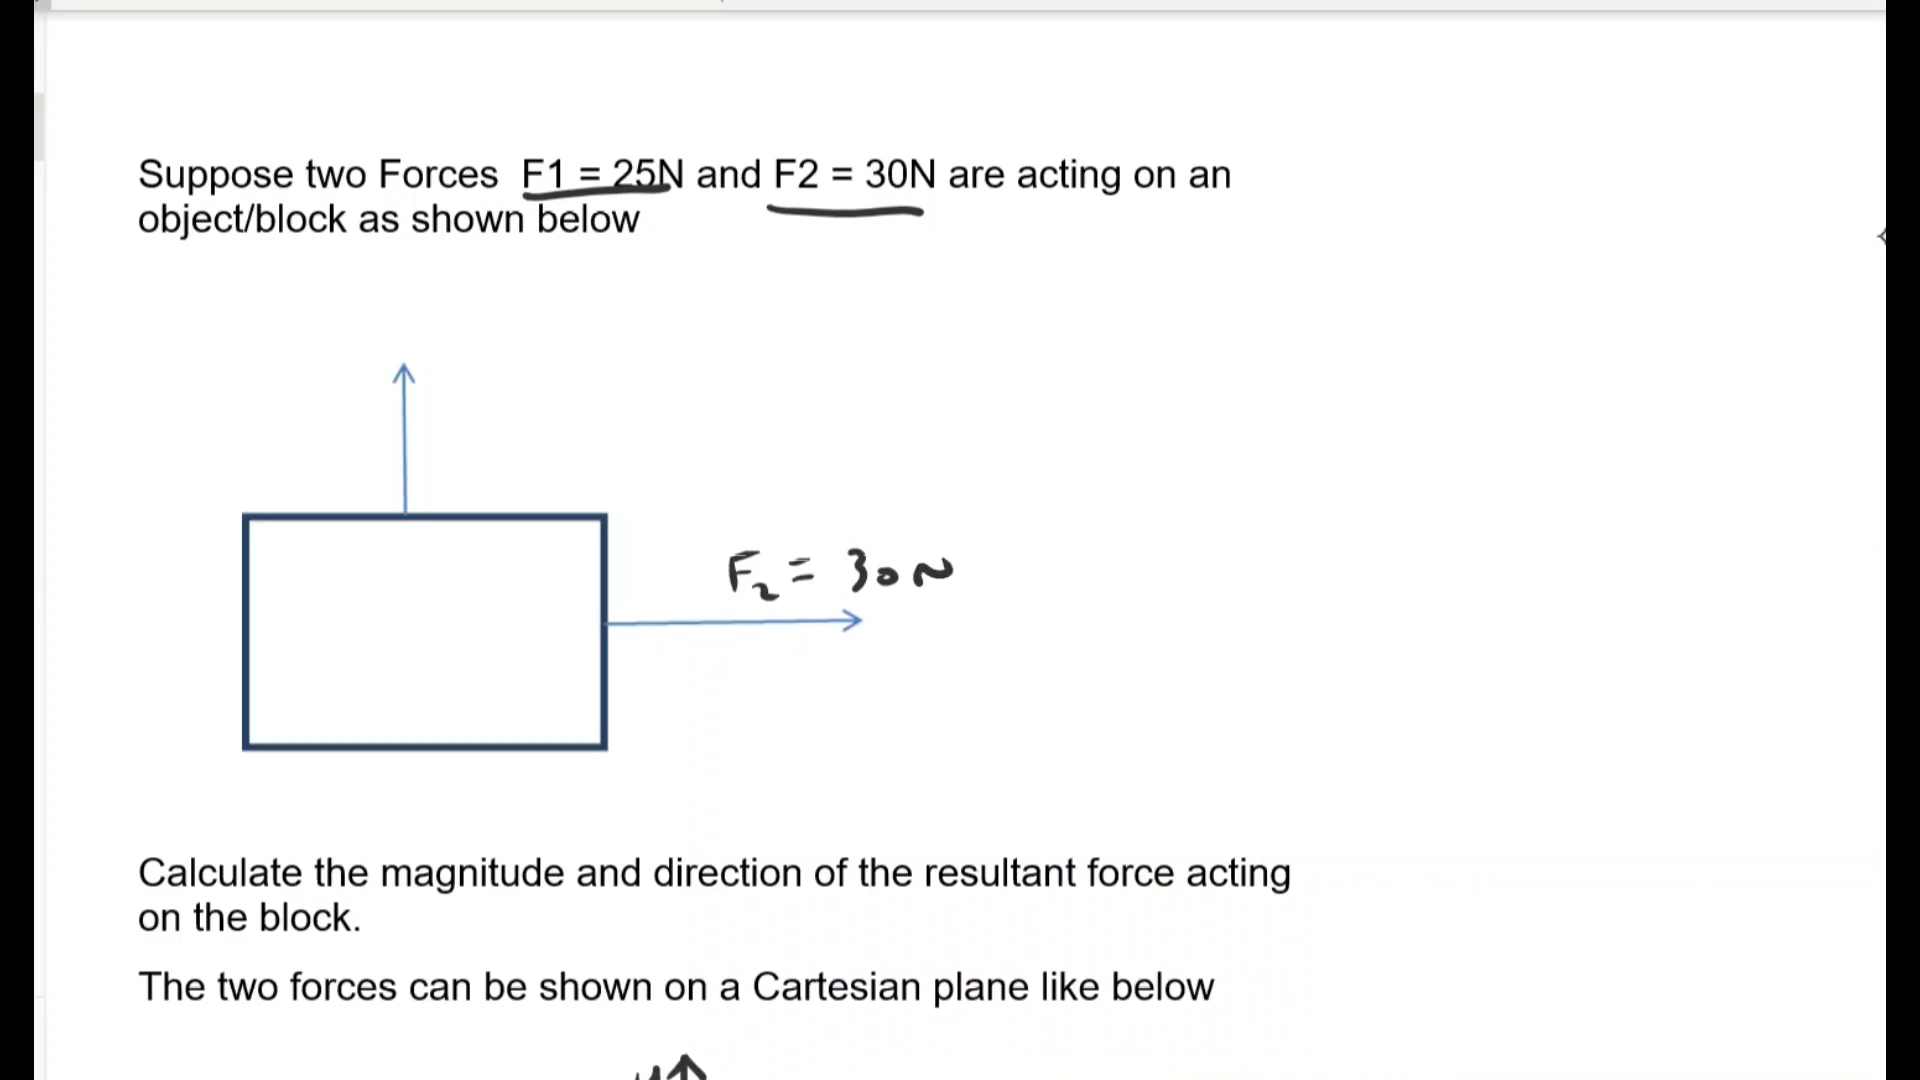 Suppose two Forces  F1 = 25N and F2 = 30N are acting on an
object/block as shown below
F₂ = 30N
Calculate the magnitude and direction of the resultant force acting
on the block.
The two forces can be shown on a Cartesian plane like below